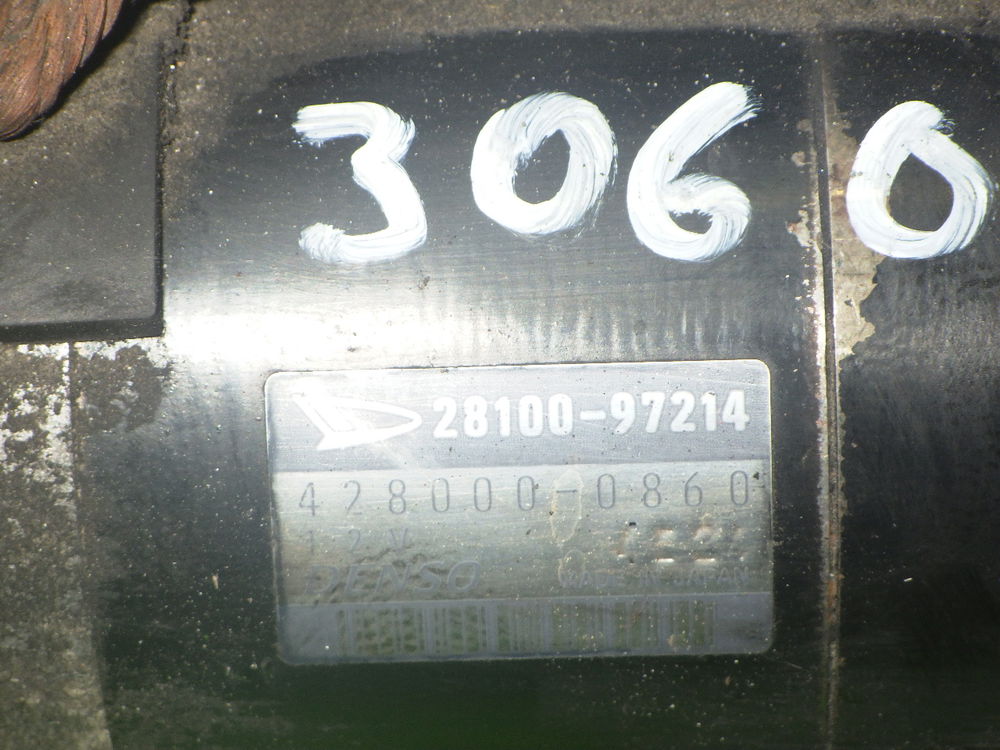 3060
28100-97214
428000-0860
12V
DENSO MADE IN JAPAN